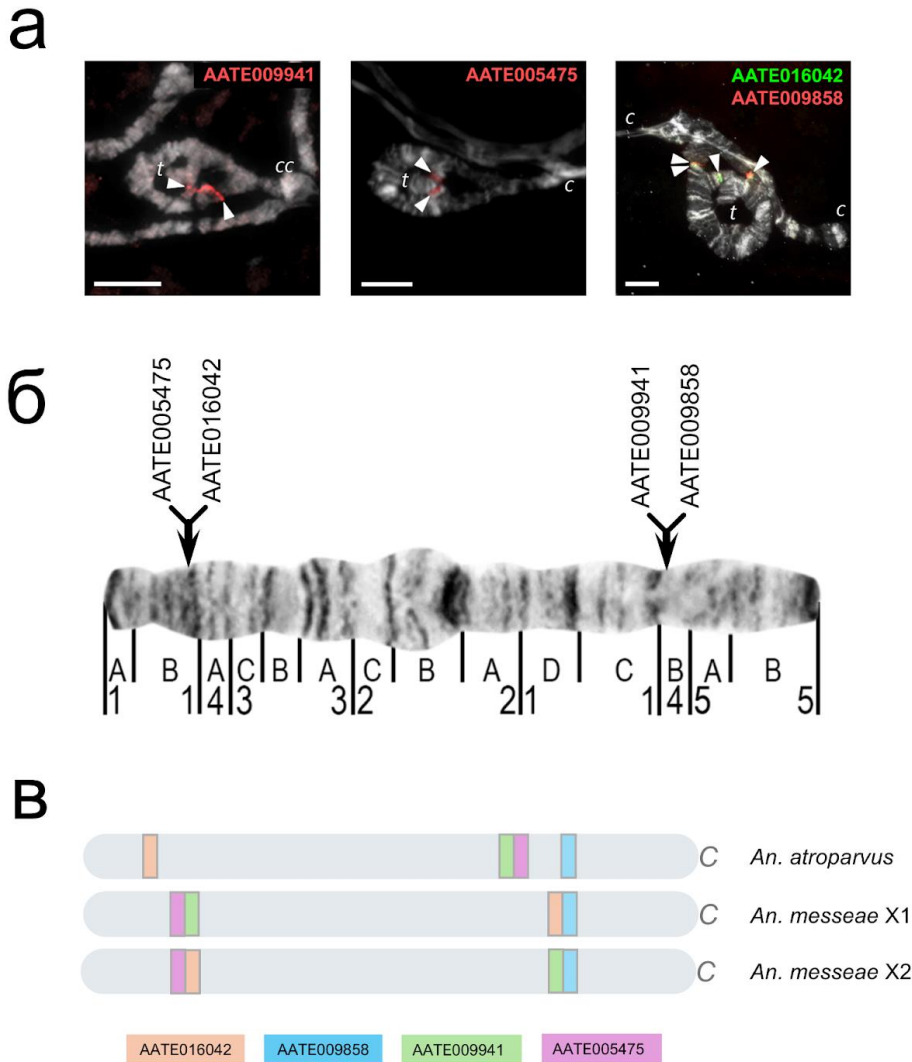 а
AATE009941
AATE005475
AATE016042
AATE009858
t
cc
t
c
c
t
c
б
AATE005475
AATE016042
AATE009941
AATE009858
A B A C B A C B A D C B A B
1 1 4 3 3 2 2 1 1 4 5 5
в
C An. atroparvus
C An. messeae X1
C An. messeae X2
AATE016042 AATE009858 AATE009941 AATE005475